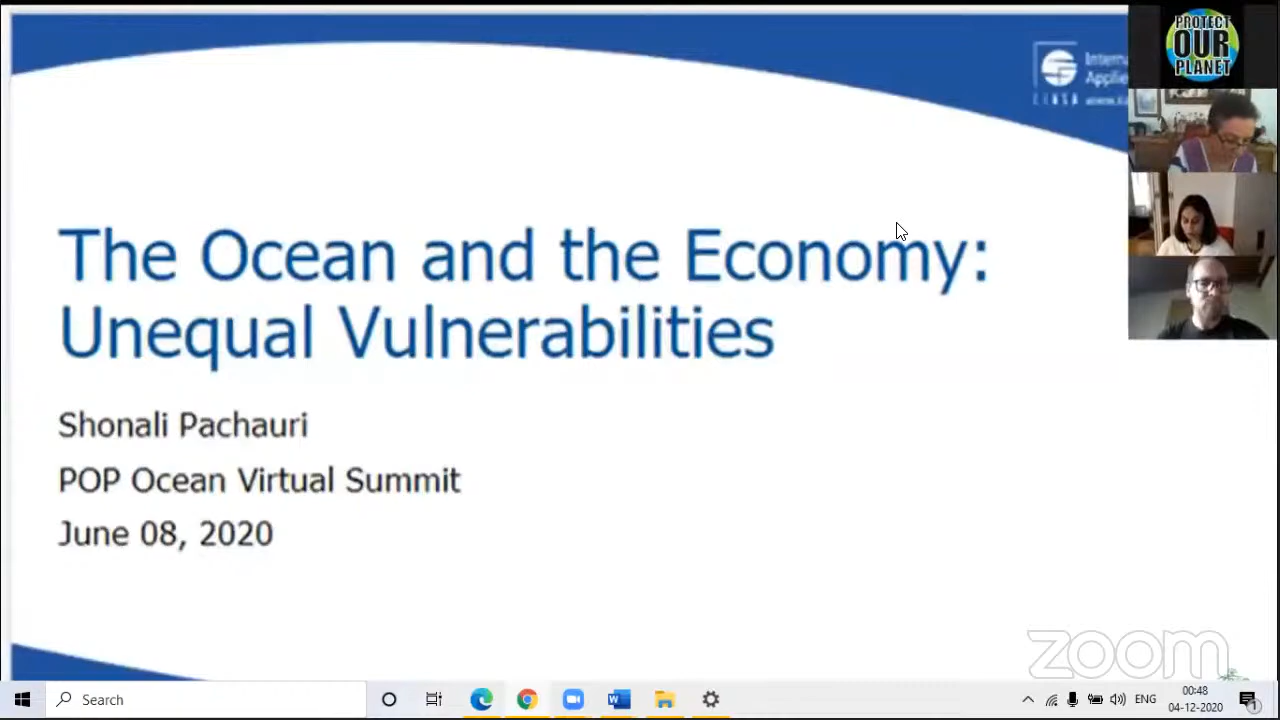 PROTECT
OUR
PLANET
The Ocean and the Economy:
Unequal Vulnerabilities
Shonali Pachauri
POP Ocean Virtual Summit
June 08, 2020
zoom
Search
ENG
00:48
04-12-2020
1